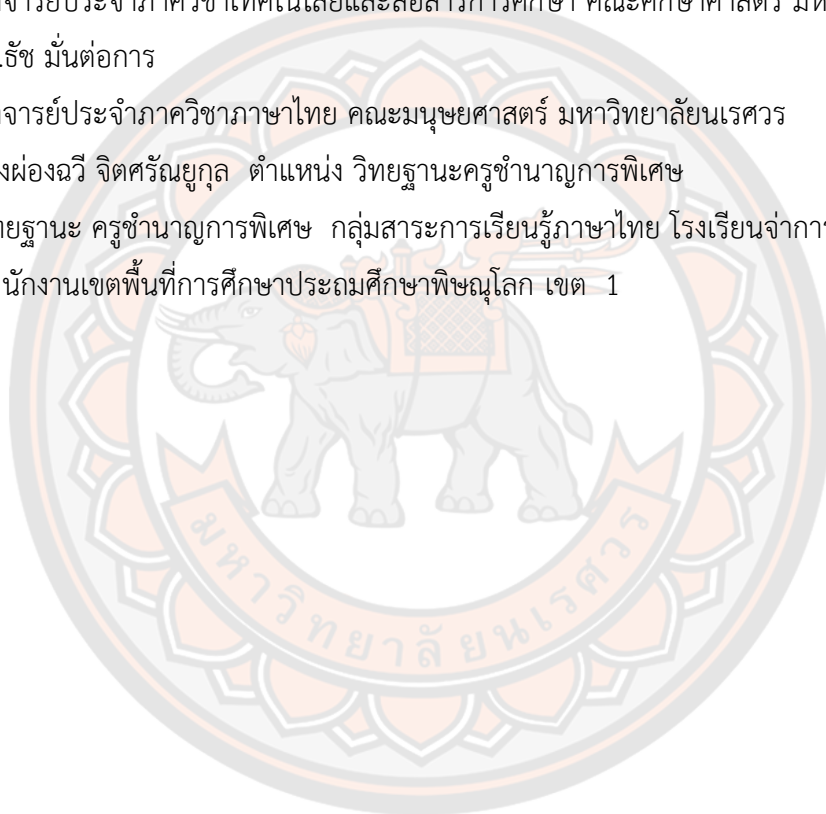 จารย์ประจำภาควิชาเทคโนโลยีและสื่อสารการศึกษา คณะศึกษาศาสตร์ มห
.ธัช มั่นต่อการ
จารย์ประจำภาควิชาภาษาไทย คณะมนุษยศาสตร์ มหาวิทยาลัยนเรศวร
งผ่องฉวี จิตศรัณยูกุล ตำแหน่ง วิทยฐานะครูชำนาญการพิเศษ
ทยฐานะ ครูชำนาญการพิเศษ กลุ่มสาระการเรียนรู้ภาษาไทย โรงเรียนจ่าการ
นักงานเขตพื้นที่การศึกษาประถมศึกษาพิษณุโลก เขต 1
มหาวิทยาลัยนเรศวร